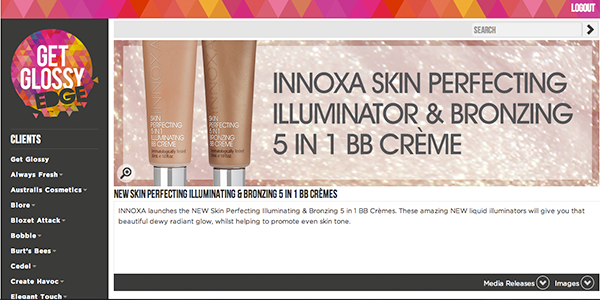 LOGOUT
SEARCH
GET
GLOSSY
EDGE
CLIENTS
Get Glossy
Always Fresh
Australis Cosmetics
Blore
Blozet Attack
Bobble
Burt's Bees
Cedel
Create Havoc
Elegant Touch
INNOXA
SKIN
PERFECTING
5 IN 1
ILLUMINATING
BB CRÈME
INNOXA
SKIN
PERFECTING
5 IN 1
BRONZING
BB CRÈME
INNOXA SKIN PERFECTING
ILLUMINATOR & BRONZING
5 IN 1 BB CRÈME
NEW SKIN PERFECTING ILLUMINATING & BRONZING 5 IN 1 BB CRÈMES
INNOXA launches the NEW Skin Perfecting Illuminating & Bronzing 5 in 1 BB Crèmes. These amazing NEW liquid illuminators will give you that
beautiful dewy radiant glow, whilst helping to promote even skin tone.
Media Releases
Images